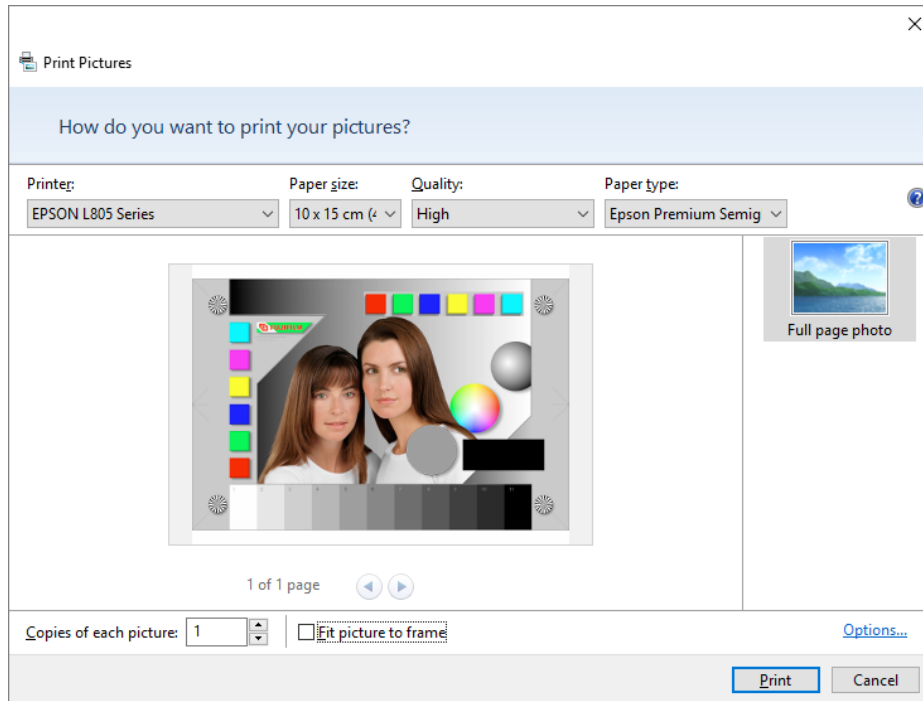 Print Pictures
How do you want to print your pictures?
Printer: Paper size: Quality: Paper type:
EPSON L805 Series 10 x 15 cm (4 High Epson Premium Semig
Full page photo
1 of 1 page
Copies of each picture: 1 Fit picture to frame Options...
Print Cancel